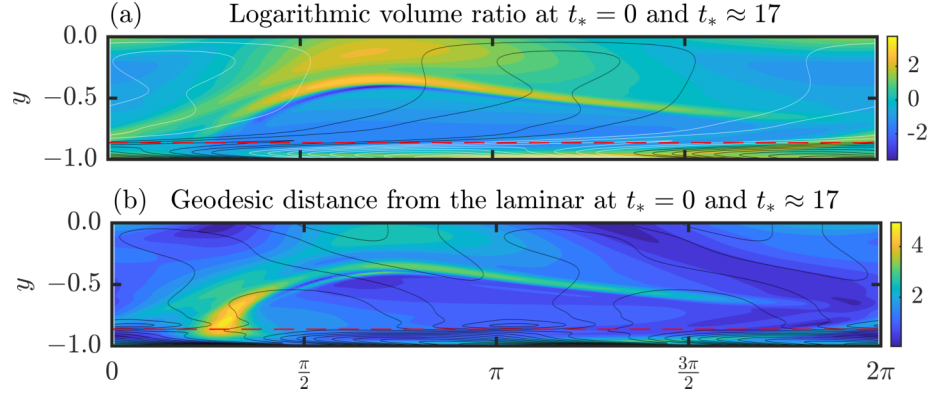 (a) Logarithmic volume ratio at t* = 0 and t* ≈ 17
0.0
−0.5
−1.0
y
2
0
-2
(b) Geodesic distance from the laminar at t* = 0 and t* ≈ 17
0.0
−0.5
−1.0
y
4
2
0 π/2 π 3π/2 2π